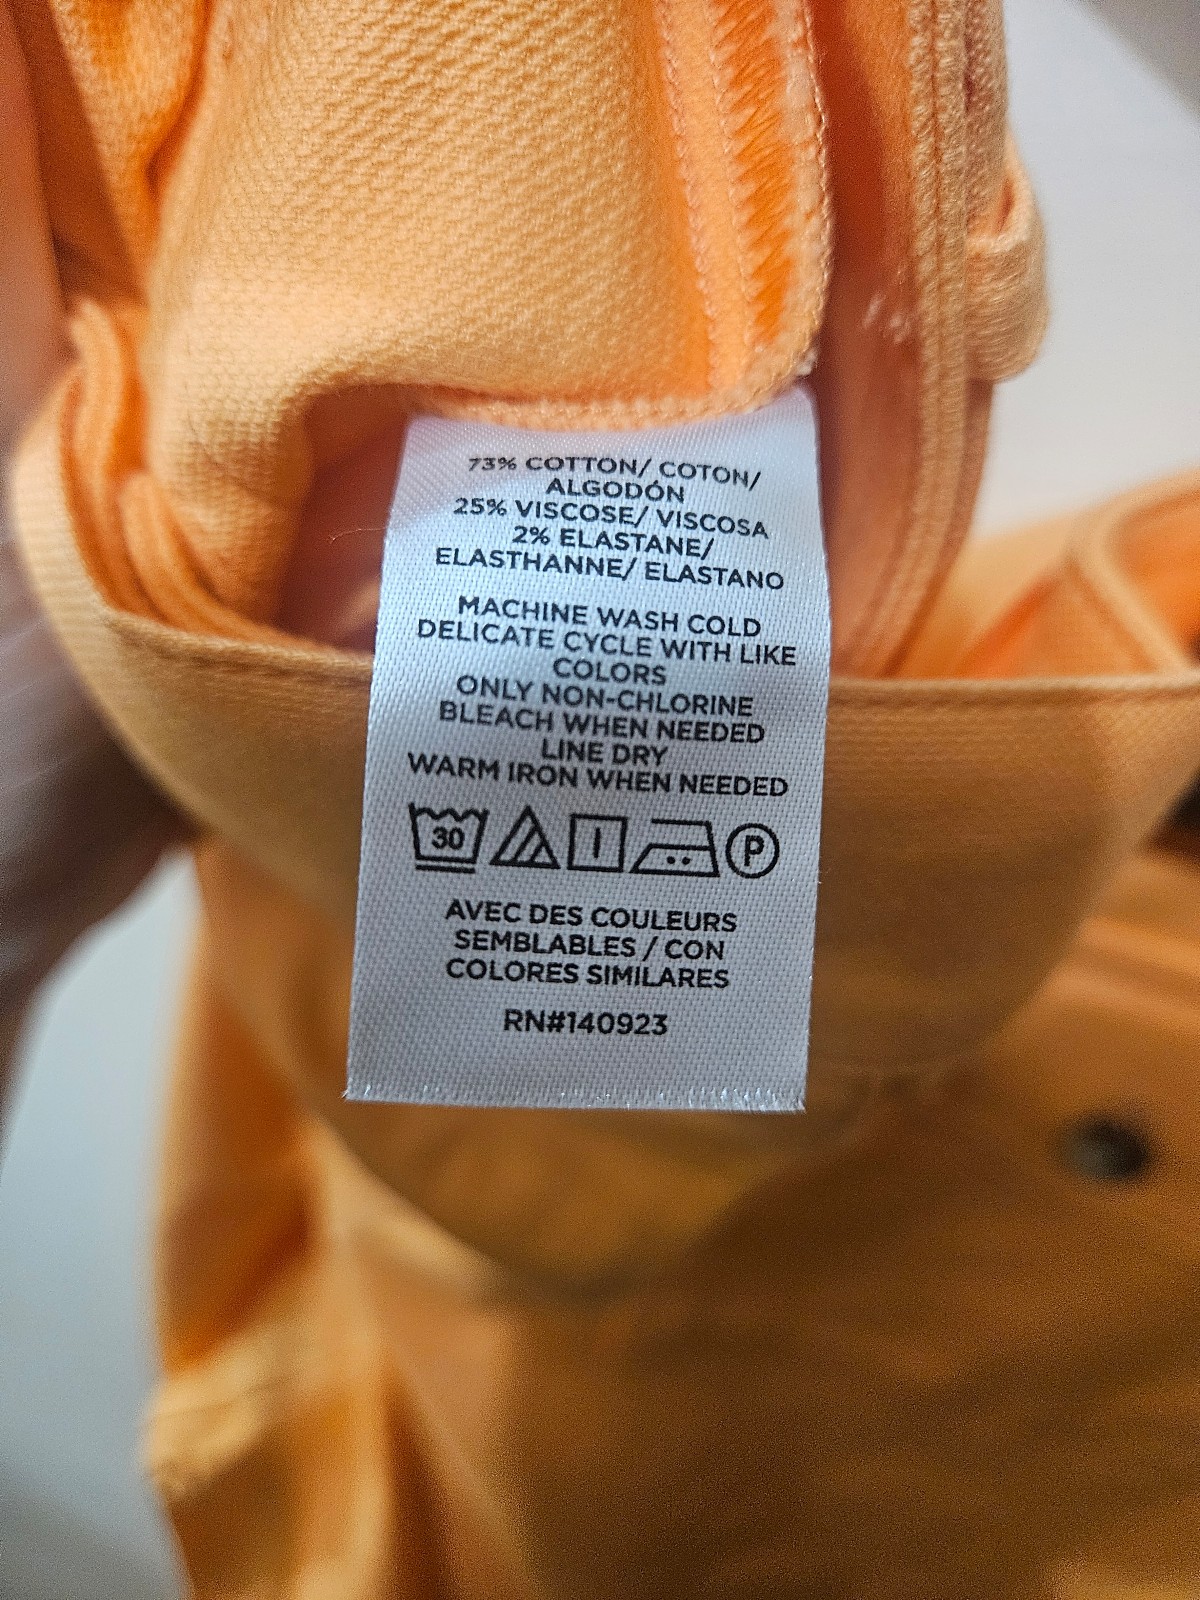 73% COTTON/ COTON/
ALGODÓN
25% VISCOSE/ VISCOSA
2% ELASTANE/
ELASTHANNE/ ELASTANO
MACHINE WASH COLD
DELICATE CYCLE WITH LIKE
COLORS
ONLY NON-CHLORINE
BLEACH WHEN NEEDED
LINE DRY
WARM IRON WHEN NEEDED
30 P
AVEC DES COULEURS
SEMBLABLES / CON
COLORES SIMILARES
RN#140923